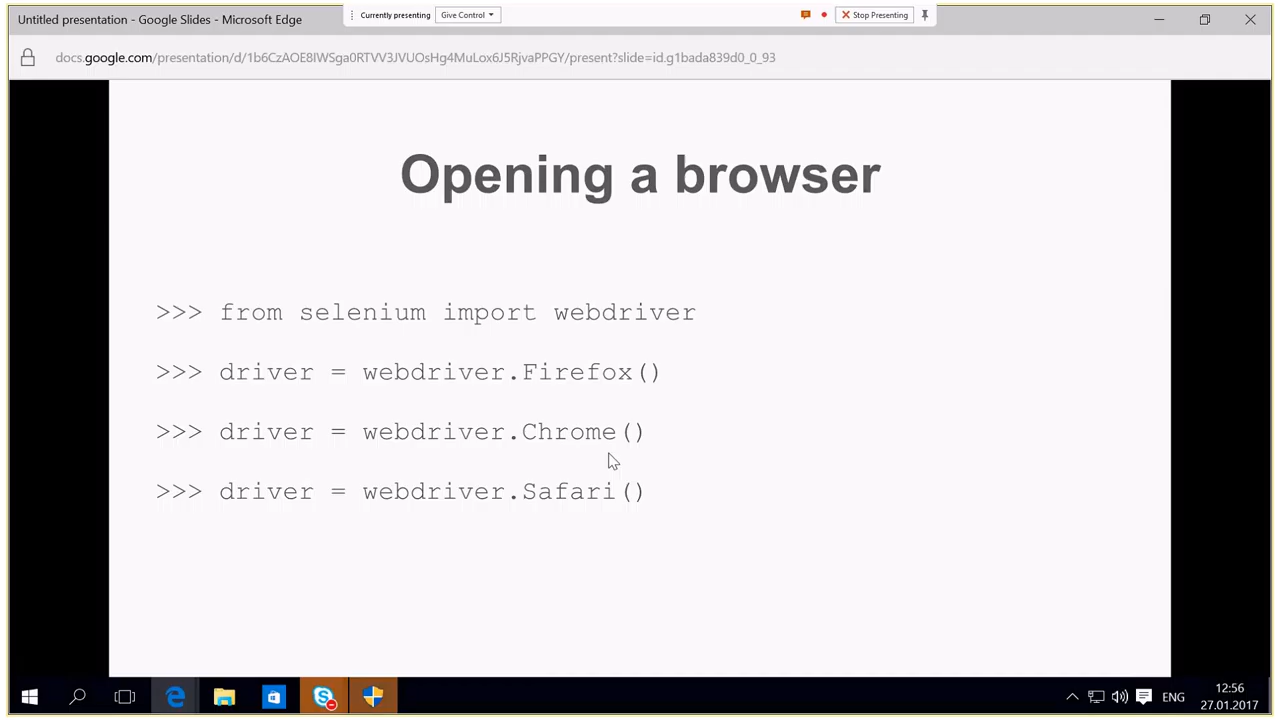 Untitled presentation - Google Slides - Microsoft Edge
Currently presenting
Give Control
Stop Presenting
docs.google.com/presentation/d/1b6CzAOE8IWSga0RTVV3JVUOsHg4MuLox6J5RjvaPPGY/present?slide=id.g1bada839d0_0_93
Opening a browser
>>> from selenium import webdriver
>>> driver = webdriver.Firefox()
>>> driver = webdriver.Chrome()
>>> driver = webdriver.Safari()
ENG
12:56
27.01.2017